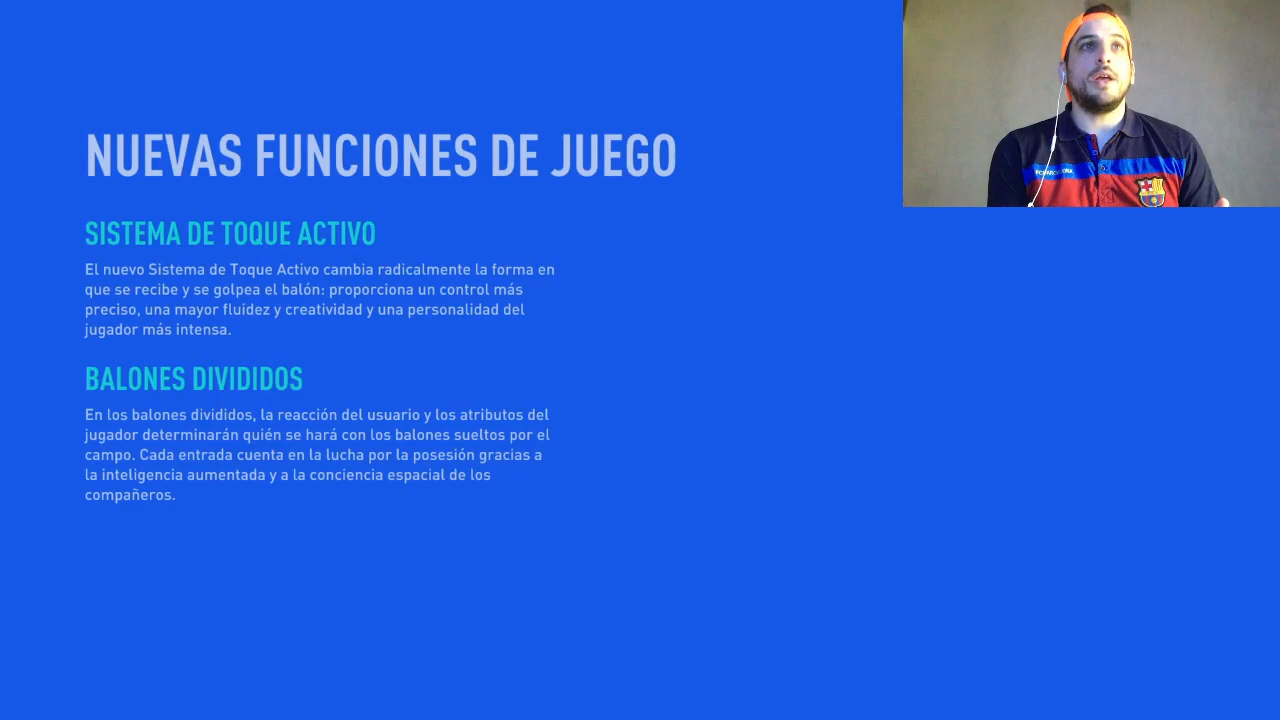 NUEVAS FUNCIONES DE JUEGO
SISTEMA DE TOQUE ACTIVO
El nuevo Sistema de Toque Activo cambia radicalmente la forma en
que se recibe y se golpea el balón: proporciona un control más
preciso, una mayor fluidez y creatividad y una personalidad del
jugador más intensa.
BALONES DIVIDIDOS
En los balones divididos, la reacción del usuario y los atributos del
jugador determinarán quién se hará con los balones sueltos por el
campo. Cada entrada cuenta en la lucha por la posesión gracias a
la inteligencia aumentada y a la conciencia espacial de los
compañeros.
FC BARCELONA